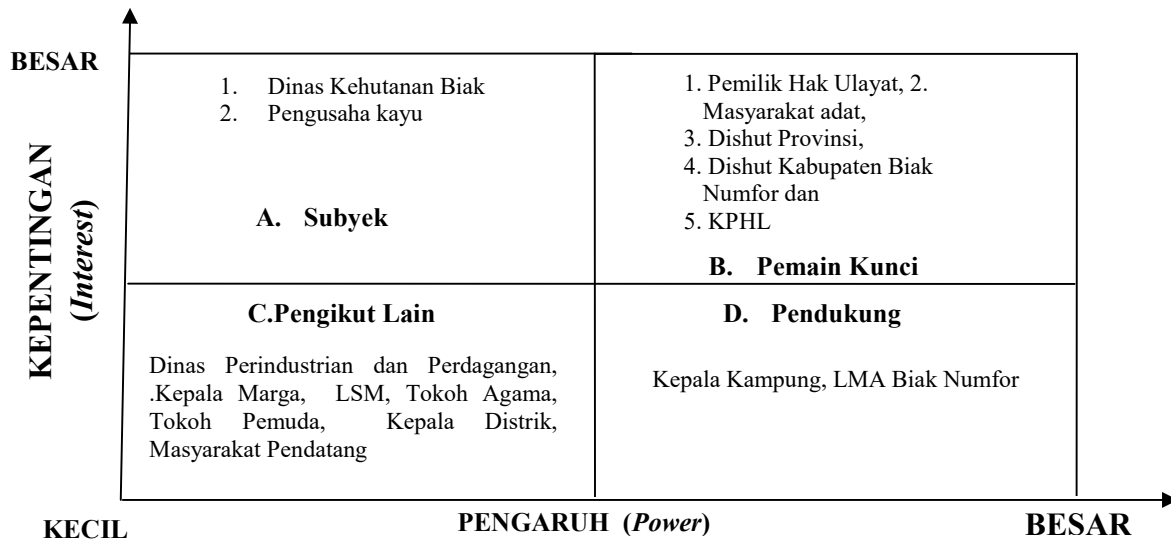 BESAR
KEPENTINGAN
(Interest)
1. Dinas Kehutanan Biak
2. Pengusaha kayu
A. Subyek
1. Pemilik Hak Ulayat, 2.
Masyarakat adat,
3. Dishut Provinsi,
4. Dishut Kabupaten Biak
Numfor dan
5. KPHL
B. Pemain Kunci
C.Pengikut Lain
Dinas Perindustrian dan Perdagangan,
.Kepala Marga, LSM, Tokoh Agama,
Tokoh Pemuda, Kepala Distrik,
Masyarakat Pendatang
D. Pendukung
Kepala Kampung, LMA Biak Numfor
KECIL
PENGARUH (Power)
BESAR